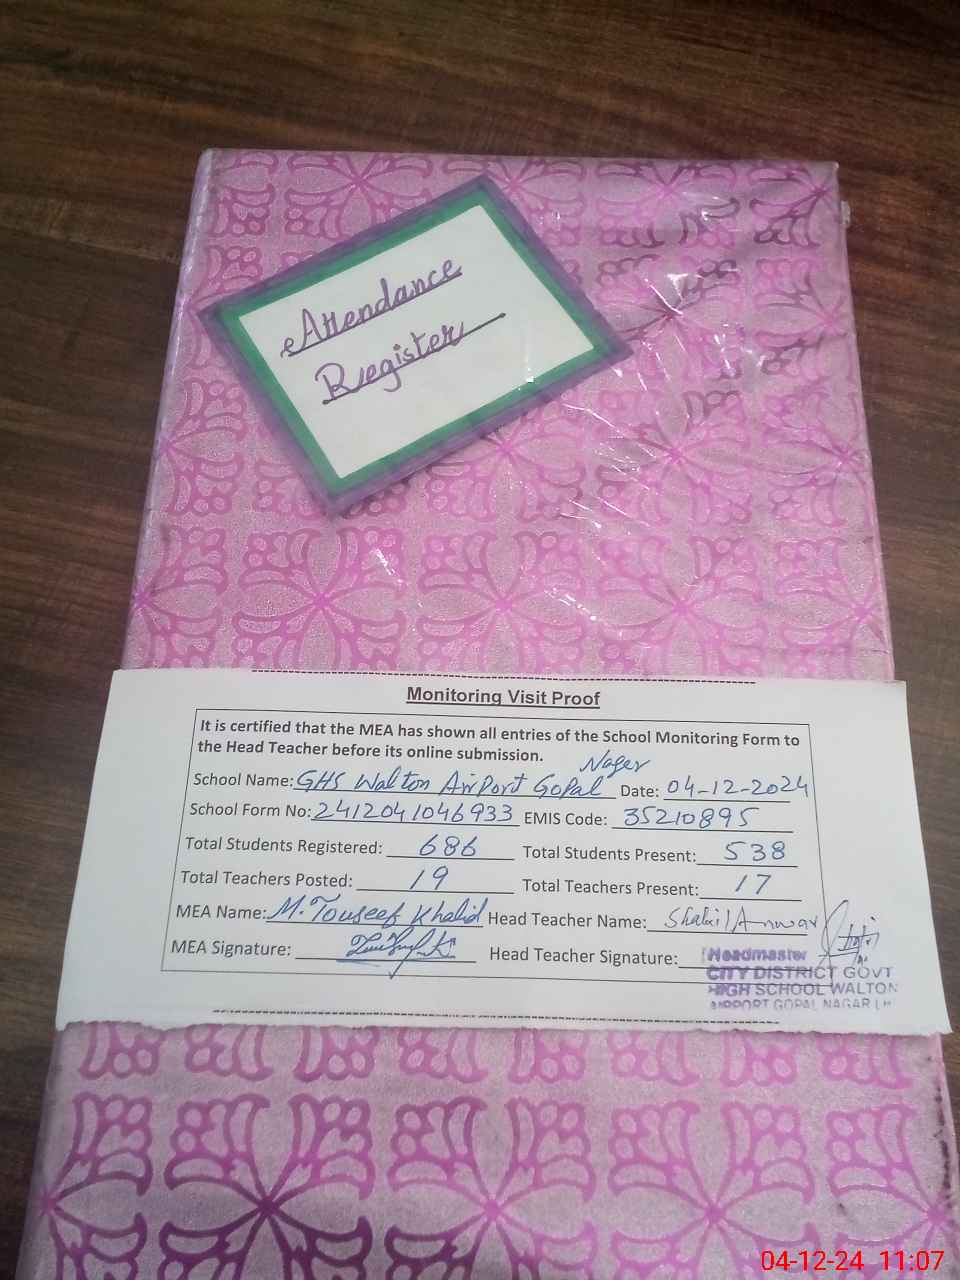 Attendance
Register
Monitoring Visit Proof
It is certified that the MEA has shown all entries of the School Monitoring Form to
the Head Teacher before its online submission.
School Name: GHS Walton Airport Gopal Nager Date: 04-12-2024
School Form No: 2412041046933 EMIS Code: 35210895
Total Students Registered: 686 Total Students Present: 538
Total Teachers Posted: 19 Total Teachers Present: 17
MEA Name: M. Touseef Khalid Head Teacher Name: Anwar
MEA Signature: Head Teacher Signature:
Headmaster
CITY DISTRICT GOVT
HIGH SCHOOL WALTON
AIRPORT GOPAL NAGAR
04-12-24 11:07